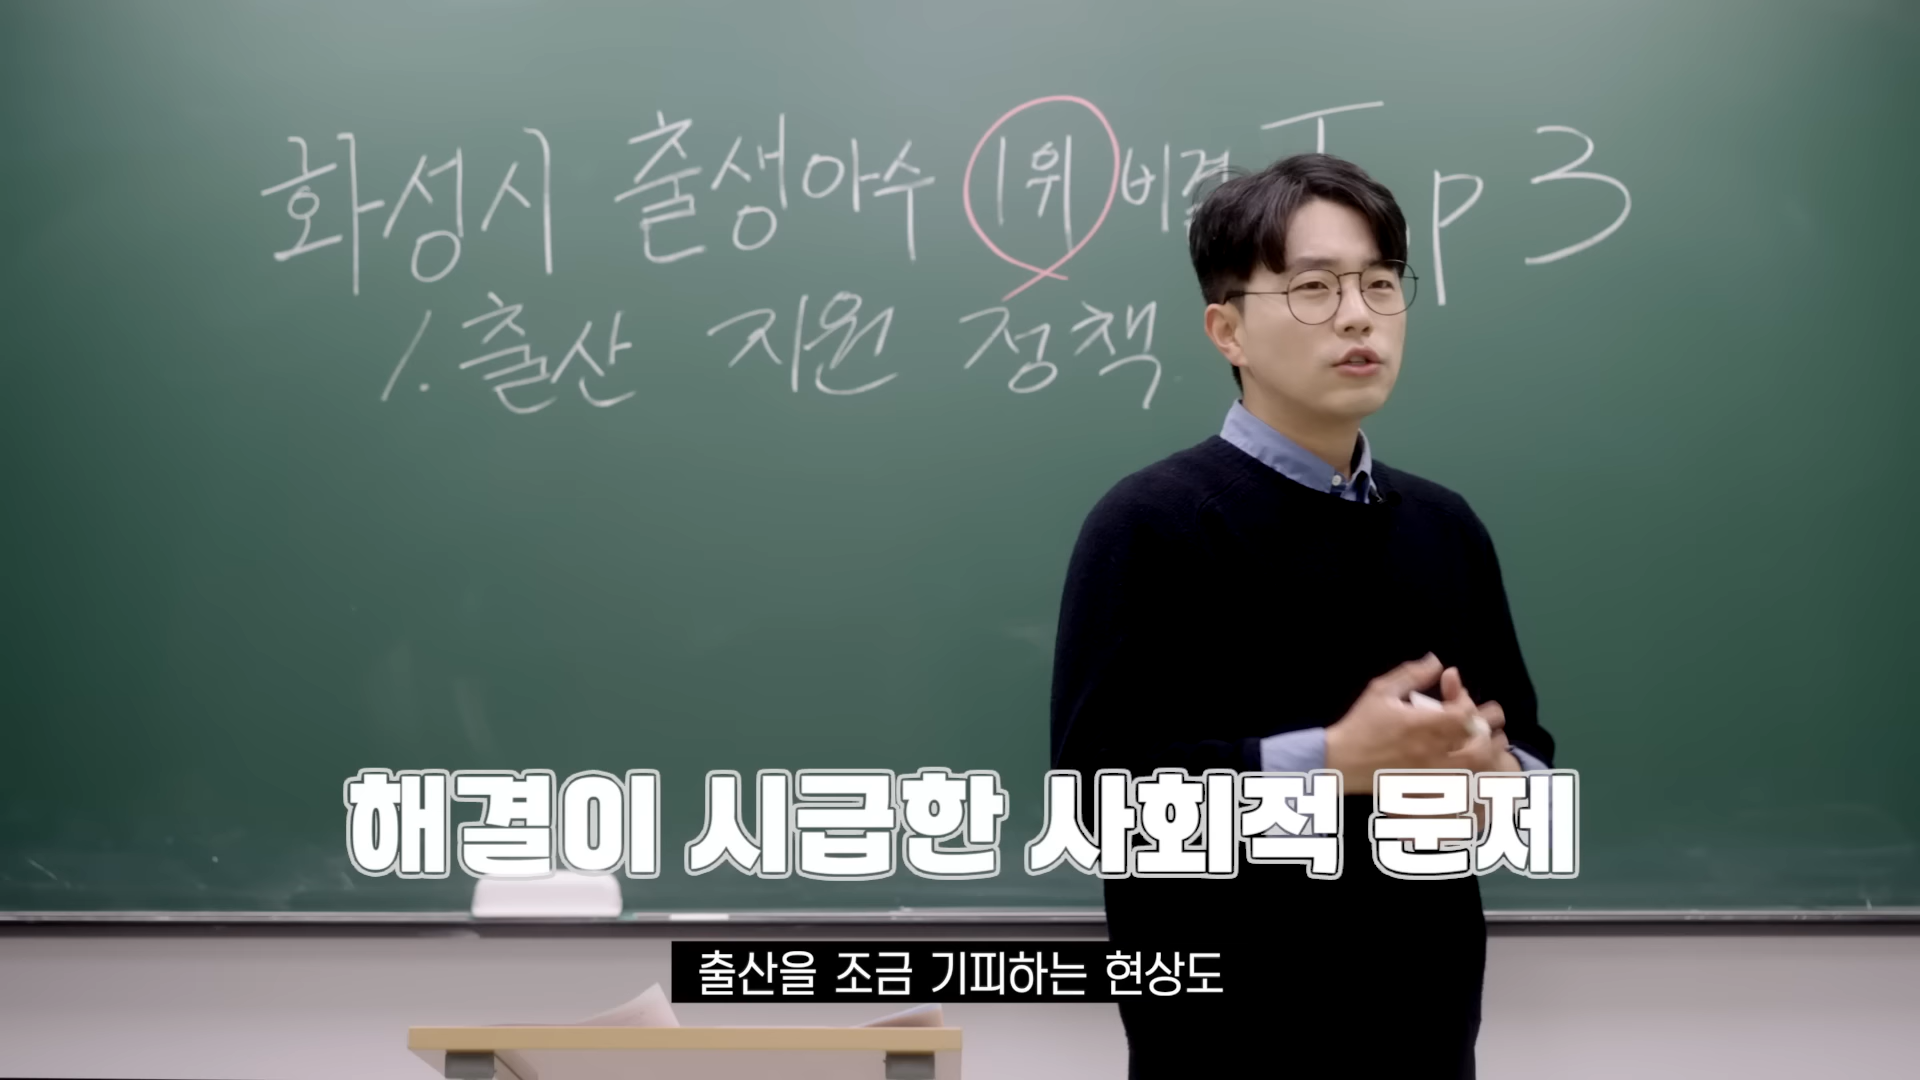 화성시 출생아수 1위 비결 Top 3
1. 출산 지원 정책
해결이 시급한 사회적 문제
출산을 조금 기피하는 현상도